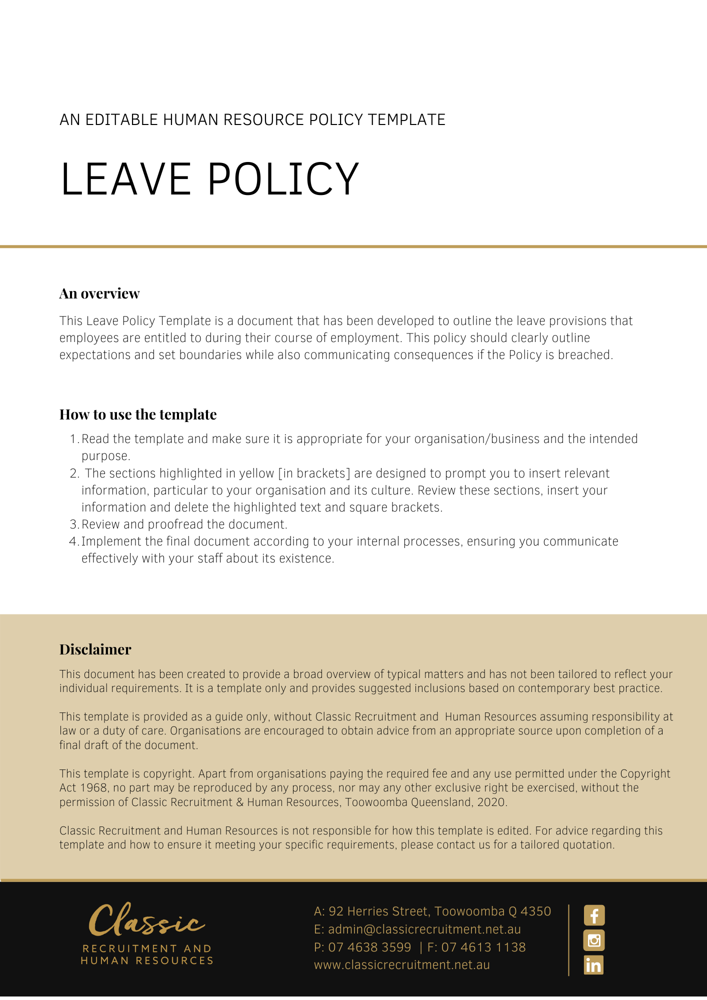 AN EDITABLE HUMAN RESOURCE POLICY TEMPLATE
LEAVE POLICY
An overview
This Leave Policy Template is a document that has been developed to outline the leave provisions that
employees are entitled to during their course of employment. This policy should clearly outline
expectations and set boundaries while also communicating consequences if the Policy is breached.
How to use the template
1. Read the template and make sure it is appropriate for your organisation/business and the intended
purpose.
2. The sections highlighted in yellow [in brackets] are designed to prompt you to insert relevant
information, particular to your organisation and its culture. Review these sections, insert your
information and delete the highlighted text and square brackets.
3. Review and proofread the document.
4. Implement the final document according to your internal processes, ensuring you communicate
effectively with your staff about its existence.
Disclaimer
This document has been created to provide a broad overview of typical matters and has not been tailored to reflect your
individual requirements. It is a template only and provides suggested inclusions based on contemporary best practice.
This template is provided as a guide only, without Classic Recruitment and Human Resources assuming responsibility at
law or a duty of care. Organisations are encouraged to obtain advice from an appropriate source upon completion of a
final draft of the document.
This template is copyright. Apart from organisations paying the required fee and any use permitted under the Copyright
Act 1968, no part may be reproduced by any process, nor may any other exclusive right be exercised, without the
permission of Classic Recruitment & Human Resources, Toowoomba Queensland, 2020.
Classic Recruitment and Human Resources is not responsible for how this template is edited. For advice regarding this
template and how to ensure it meeting your specific requirements, please contact us for a tailored quotation.
Classic
RECRUITMENT AND
HUMAN RESOURCES
A: 92 Herries Street, Toowoomba Q 4350
E: admin@classicrecruitment.net.au
P: 07 4638 3599 | F: 07 4613 1138
www.classicrecruitment.net.au